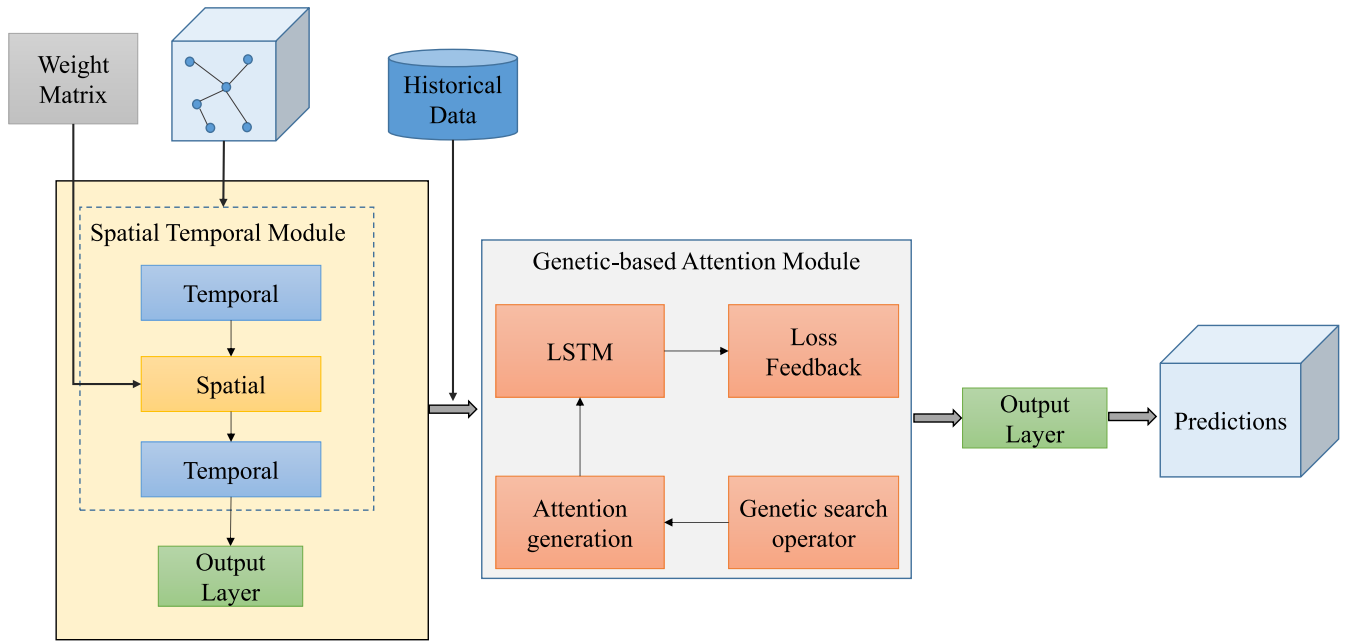 Weight
Matrix
Historical
Data
Spatial Temporal Module
Temporal
Spatial
Temporal
Output
Layer
Genetic-based Attention Module
LSTM
Loss
Feedback
Attention
generation
Genetic search
operator
Output
Layer
Predictions